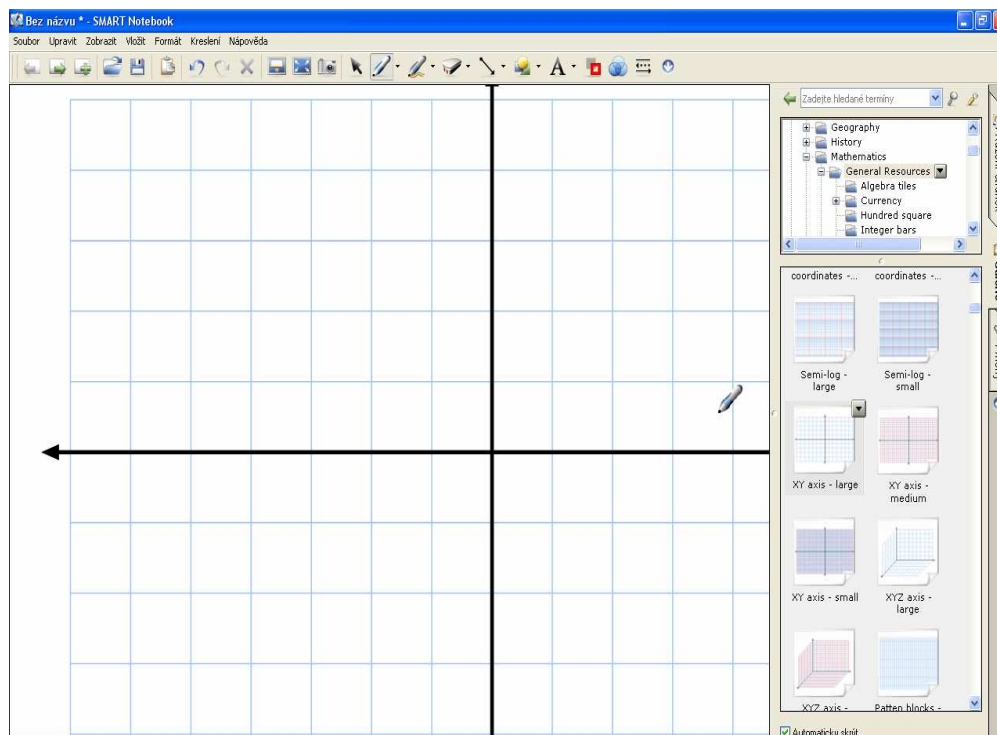 Bez názvu * - SMART Notebook
Soubor Upravit Zobrazit Vložit Formát Kreslení Nápověda
Zadejte hledané termíny
Geography
History
Mathematics
General Resources
Algebra tiles
Currency
Hundred square
Integer bars
coordinates -... coordinates -...
Semi-log - large
Semi-log - small
XY axis - large
XY axis - medium
XY axis - small
XYZ axis - large
XYZ axis -
Patten blocks -
Automaticky skrýt